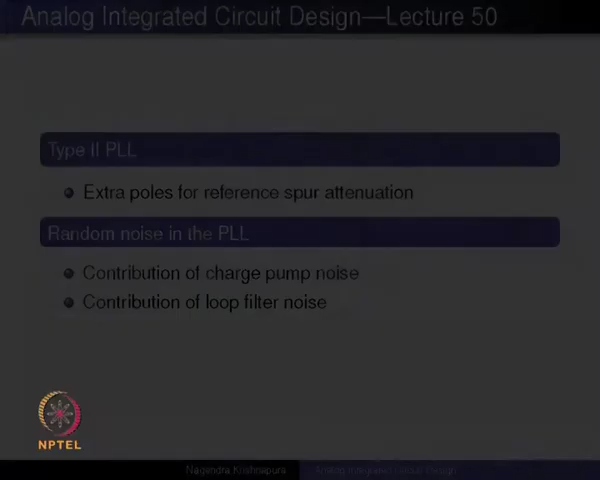 Analog Integrated Circuit Design—Lecture 50
Type II PLL
Extra poles for reference spur attenuation
Random noise in the PLL
Contribution of charge pump noise
Contribution of loop filter noise
NPTEL
Nagendra Krishnapura Analog Integrated Circuit Design